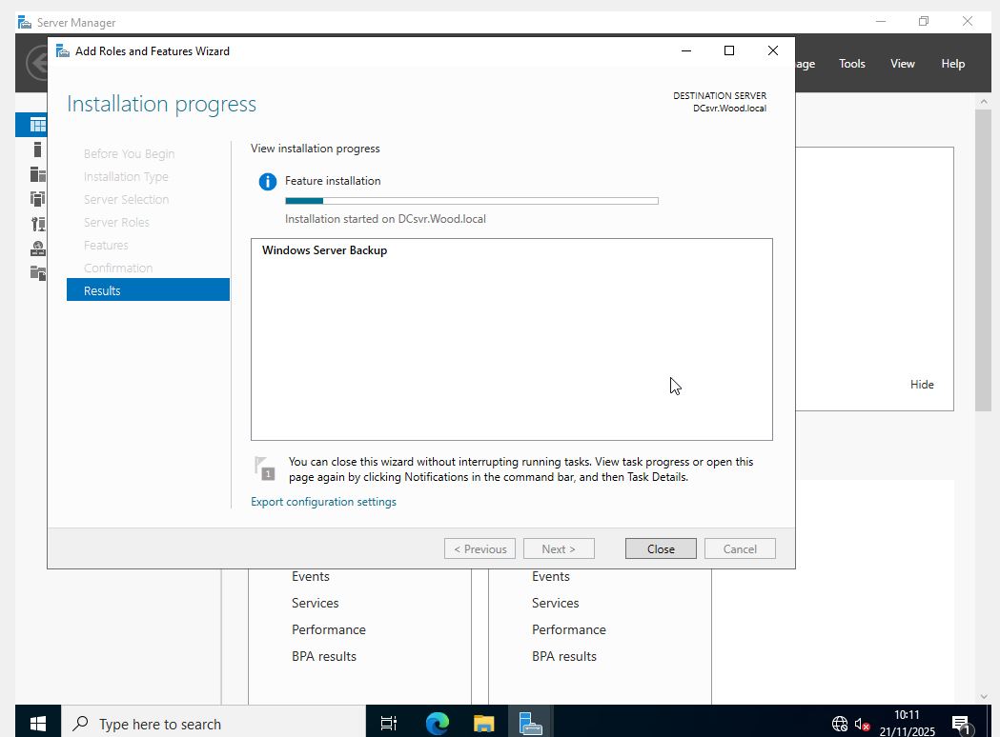 Server Manager
Add Roles and Features Wizard
Tools View Help
Installation progress
DESTINATION SERVER
DCsvr.Wood.local
Before You Begin
Installation Type
Server Selection
Server Roles
Features
Confirmation
Results
View installation progress
Feature installation
Installation started on DCsvr.Wood.local
Windows Server Backup
Hide
1
You can close this wizard without interrupting running tasks. View task progress or open this
page again by clicking Notifications in the command bar, and then Task Details.
Export configuration settings
< Previous
Next >
Close
Cancel
Events
Services
Performance
BPA results
Events
Services
Performance
BPA results
Type here to search
10:11
21/11/2025
1